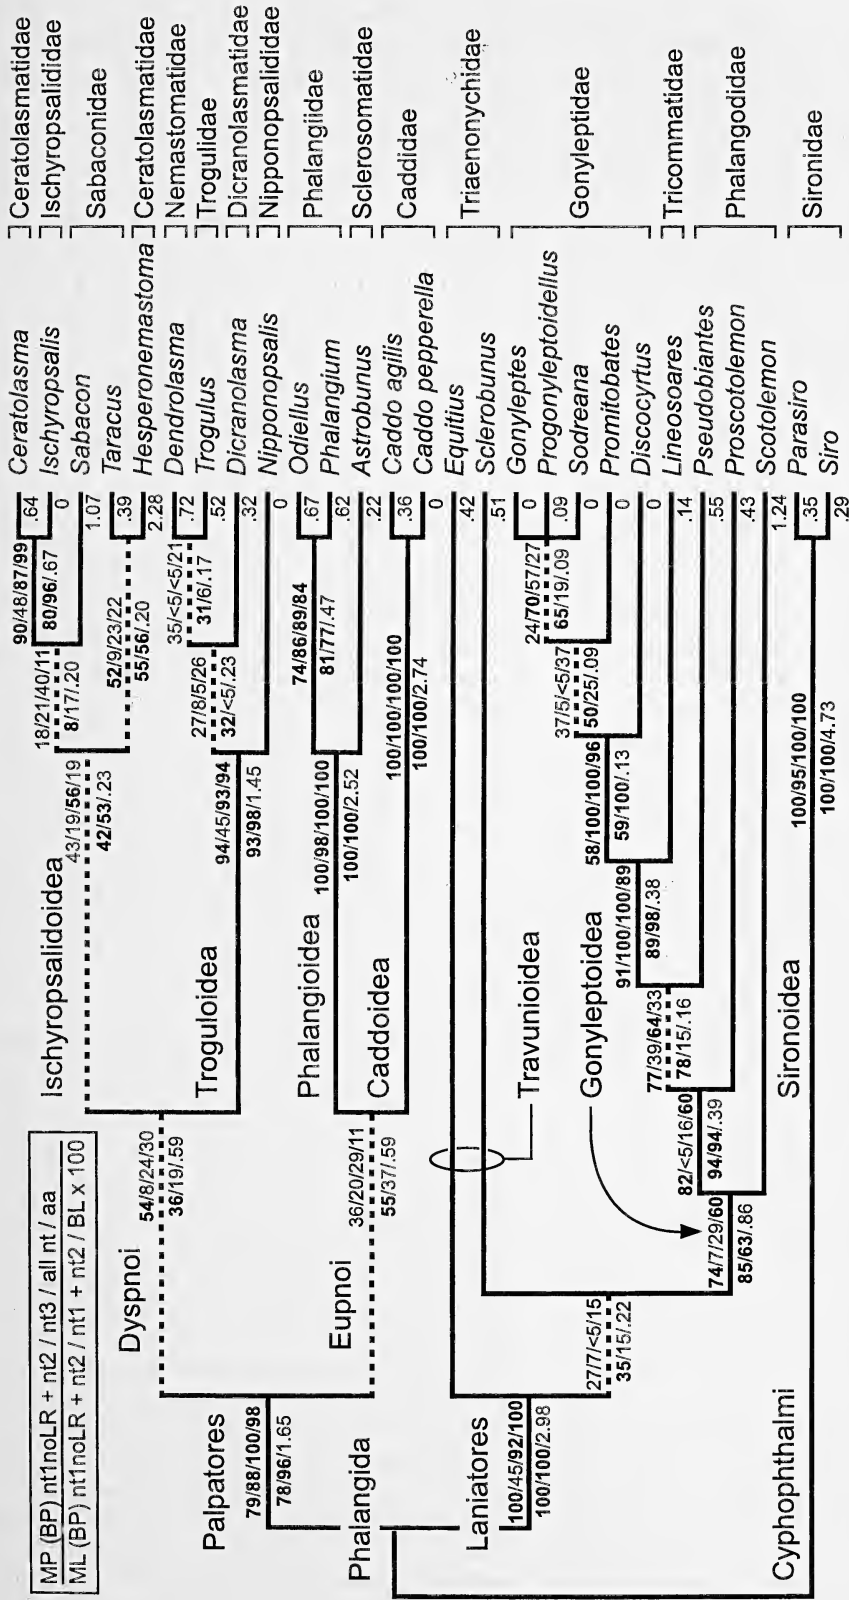 MP (BP) nt1noLR + nt2 / nt3 / all nt / aa
ML (BP) nt1noLR + nt2 / nt1 + nt2 / BL x 100
Ceratolasmatidae
Ischyropsalididae
Sabaconidae
Ceratolasmatidae
Nemastomatidae
Trogulidae
Dicranolasmatidae
Nipponopsalididae
Phalangiidae
Sclerosomatidae
Caddidae
Triaenonychidae
Gonyleptidae
Tricommatidae
Phalangodidae
Sironidae
Ceratolasma
Ischyropsalis
Sabacon
Taracus
Hesperonemastoma
Dendrolasma
Trogulus
Dicranolasma
Nipponopsalis
Odiellus
Phalangium
Astrobunus
Caddo agilis
Caddo pepperella
Equitius
Sclerobunus
Gonyleptes
Progonyleptoidellus
Sodreana
Promitobates
Discocyrtus
Lineosoares
Pseudobiantes
Proscotolemon
Scotolemon
Parasiro
Siro
.64
0
1.07
.39
2.28
.72
.52
.32
0
.67
.62
.22
.36
0
.42
.51
0
.09
0
0
0
.14
.55
.43
1.24
.35
.29
90/48/87/99
80/96/.67
18/21/40/11
8/17/.20
52/9/23/22
55/56/.20
43/19/56/19
42/53/.23
35/<5/<5/21
31/6/.17
27/8/5/26
32/<5/.23
94/45/93/94
93/98/1.45
74/86/89/84
81/77/.47
100/98/100/100
100/100/2.52
100/100/100/100
100/100/2.74
24/70/57/27
65/19/.09
37/5/<5/37
50/25/.09
58/100/100/96
59/100/.13
91/100/100/89
89/98/.38
77/39/64/33
78/15/.16
82/<5/16/60
94/94/.39
74/7/29/60
85/63/.86
100/95/100/100
100/100/4.73
Ischyropsalidoidea
Troguloidea
Phalangioidea
Caddoidea
Travunioidea
Gonyleptoidea
Sironoidea
54/8/24/30
36/19/.59
36/20/29/11
55/37/.59
27/7/<5/15
35/15/.22
Dyspnoi
Eupnoi
Palpatores
79/88/100/98
78/96/1.65
Phalangida
Laniatores
100/45/92/100
100/100/2.98
Cyphophthalmi